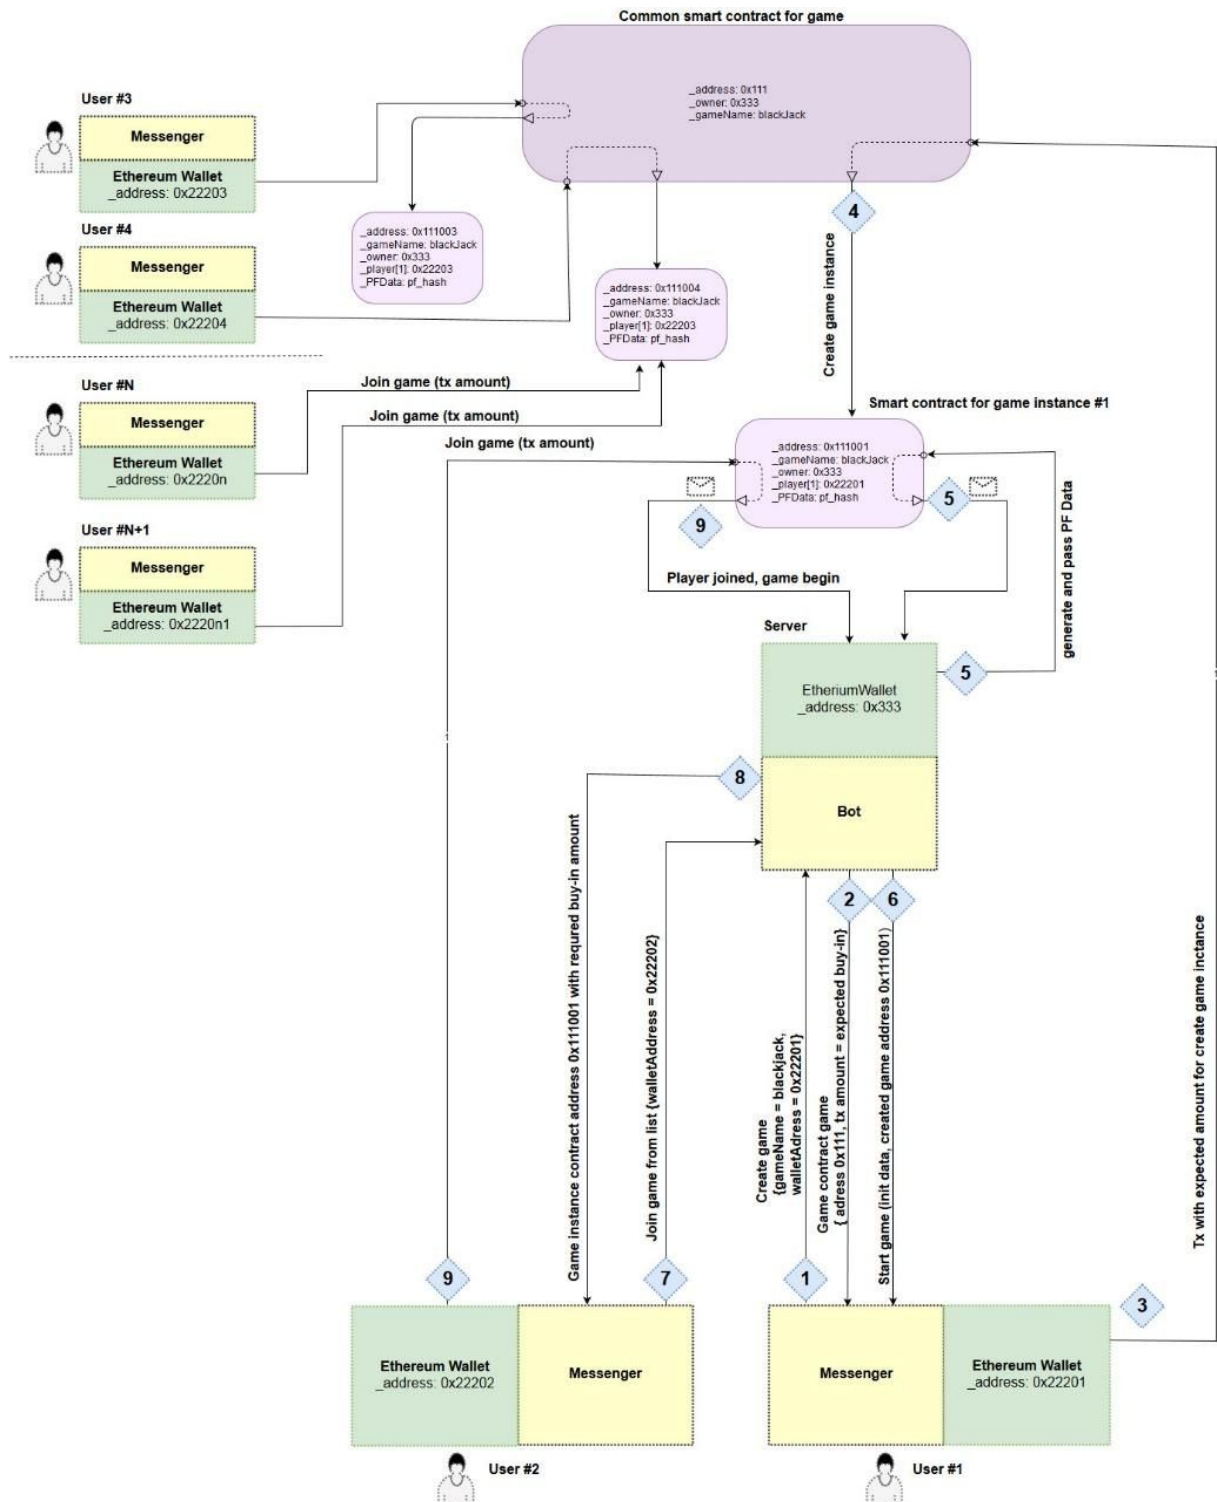 Common smart contract for game
_address: 0x111
_owner: 0x333
_gameName: blackJack
User #3
Messenger
Ethereum Wallet
_address: 0x22203
User #4
Messenger
Ethereum Wallet
_address: 0x22204
_address: 0x111003
_gameName: blackJack
_owner: 0x333
_player[1]: 0x22203
_PFData: pf_hash
_address: 0x111004
_gameName: blackJack
_owner: 0x333
_player[1]: 0x22203
_PFData: pf_hash
4
Create game instance
User #N
Messenger
Ethereum Wallet
_address: 0x2220n
Join game (tx amount)
Join game (tx amount)
Join game (tx amount)
User #N+1
Messenger
Ethereum Wallet
_address: 0x2220n1
Smart contract for game instance #1
_address: 0x111001
_gameName: blackJack
_owner: 0x333
_player[1]: 0x22201
_PFData: pf_hash
9
5
Player joined, game begin
generate and pass PF Data
Server
EtheriumWallet
_address: 0x333
5
8
Bot
2
6
Game instance contract address 0x111001 with requred buy-in amount
Join game from list {walletAddress = 0x22202}
Create game
{gameName = blackjack,
walletAdress = 0x22201}
Game contract game
{ adress 0x111, tx amount = expected buy-in}
Start game (init data, created game address 0x111001)
Tx with expected amount for create game inctance
9
7
1
3
Ethereum Wallet
_address: 0x22202
Messenger
Messenger
Ethereum Wallet
_address: 0x22201
User #2
User #1